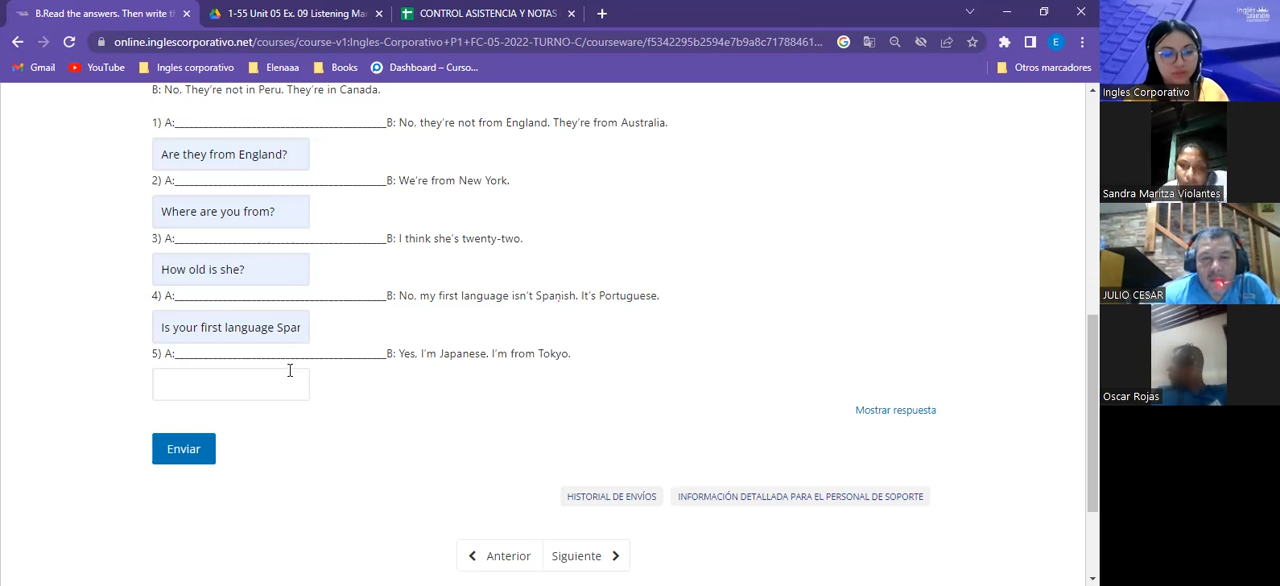 B.Read the answers. Then write t
1-55 Unit 05 Ex. 09 Listening Ma
CONTROL ASISTENCIA Y NOTAS
online.inglescorporativo.net/courses/course-v1:Ingles-Corporativo+P1+FC-05-2022-TURNO-C/courseware/f5342295b2594e7b9a8c71788461...
Gmail
YouTube
Ingles corporativo
Elenaaa
Books
Dashboard – Curso...
Otros marcadores
B: No, They're not in Peru. They're in Canada.
1) A:________________________________________B: No, they're not from England. They're from Australia.
Are they from England?
2) A:________________________________________B: We're from New York.
Where are you from?
3) A:________________________________________B: I think she's twenty-two.
How old is she?
4) A:________________________________________B: No, my first language isn't Spanish. It's Portuguese.
Is your first language Spar
5) A:________________________________________B: Yes, I'm Japanese. I'm from Tokyo.
Mostrar respuesta
Enviar
HISTORIAL DE ENVÍOS
INFORMACIÓN DETALLADA PARA EL PERSONAL DE SOPORTE
Anterior
Siguiente
Ingles Corporativo
Sandra Maritza Violantes
JULIO CESAR
Oscar Rojas